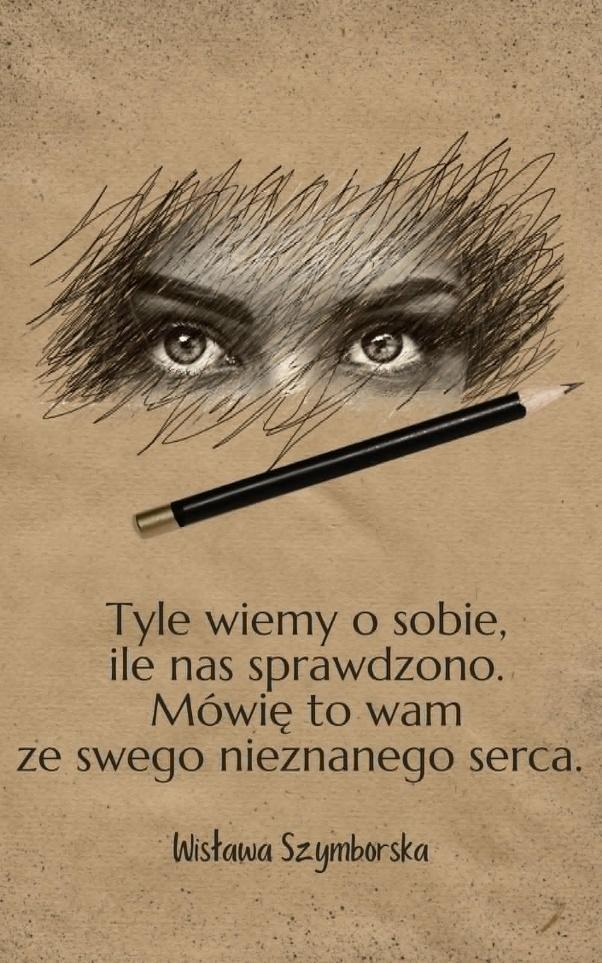 Tyle wiemy o sobie,
ile nas sprawdzono.
Mówię to wam
ze swego nieznanego serca.
Wisława Szymborska